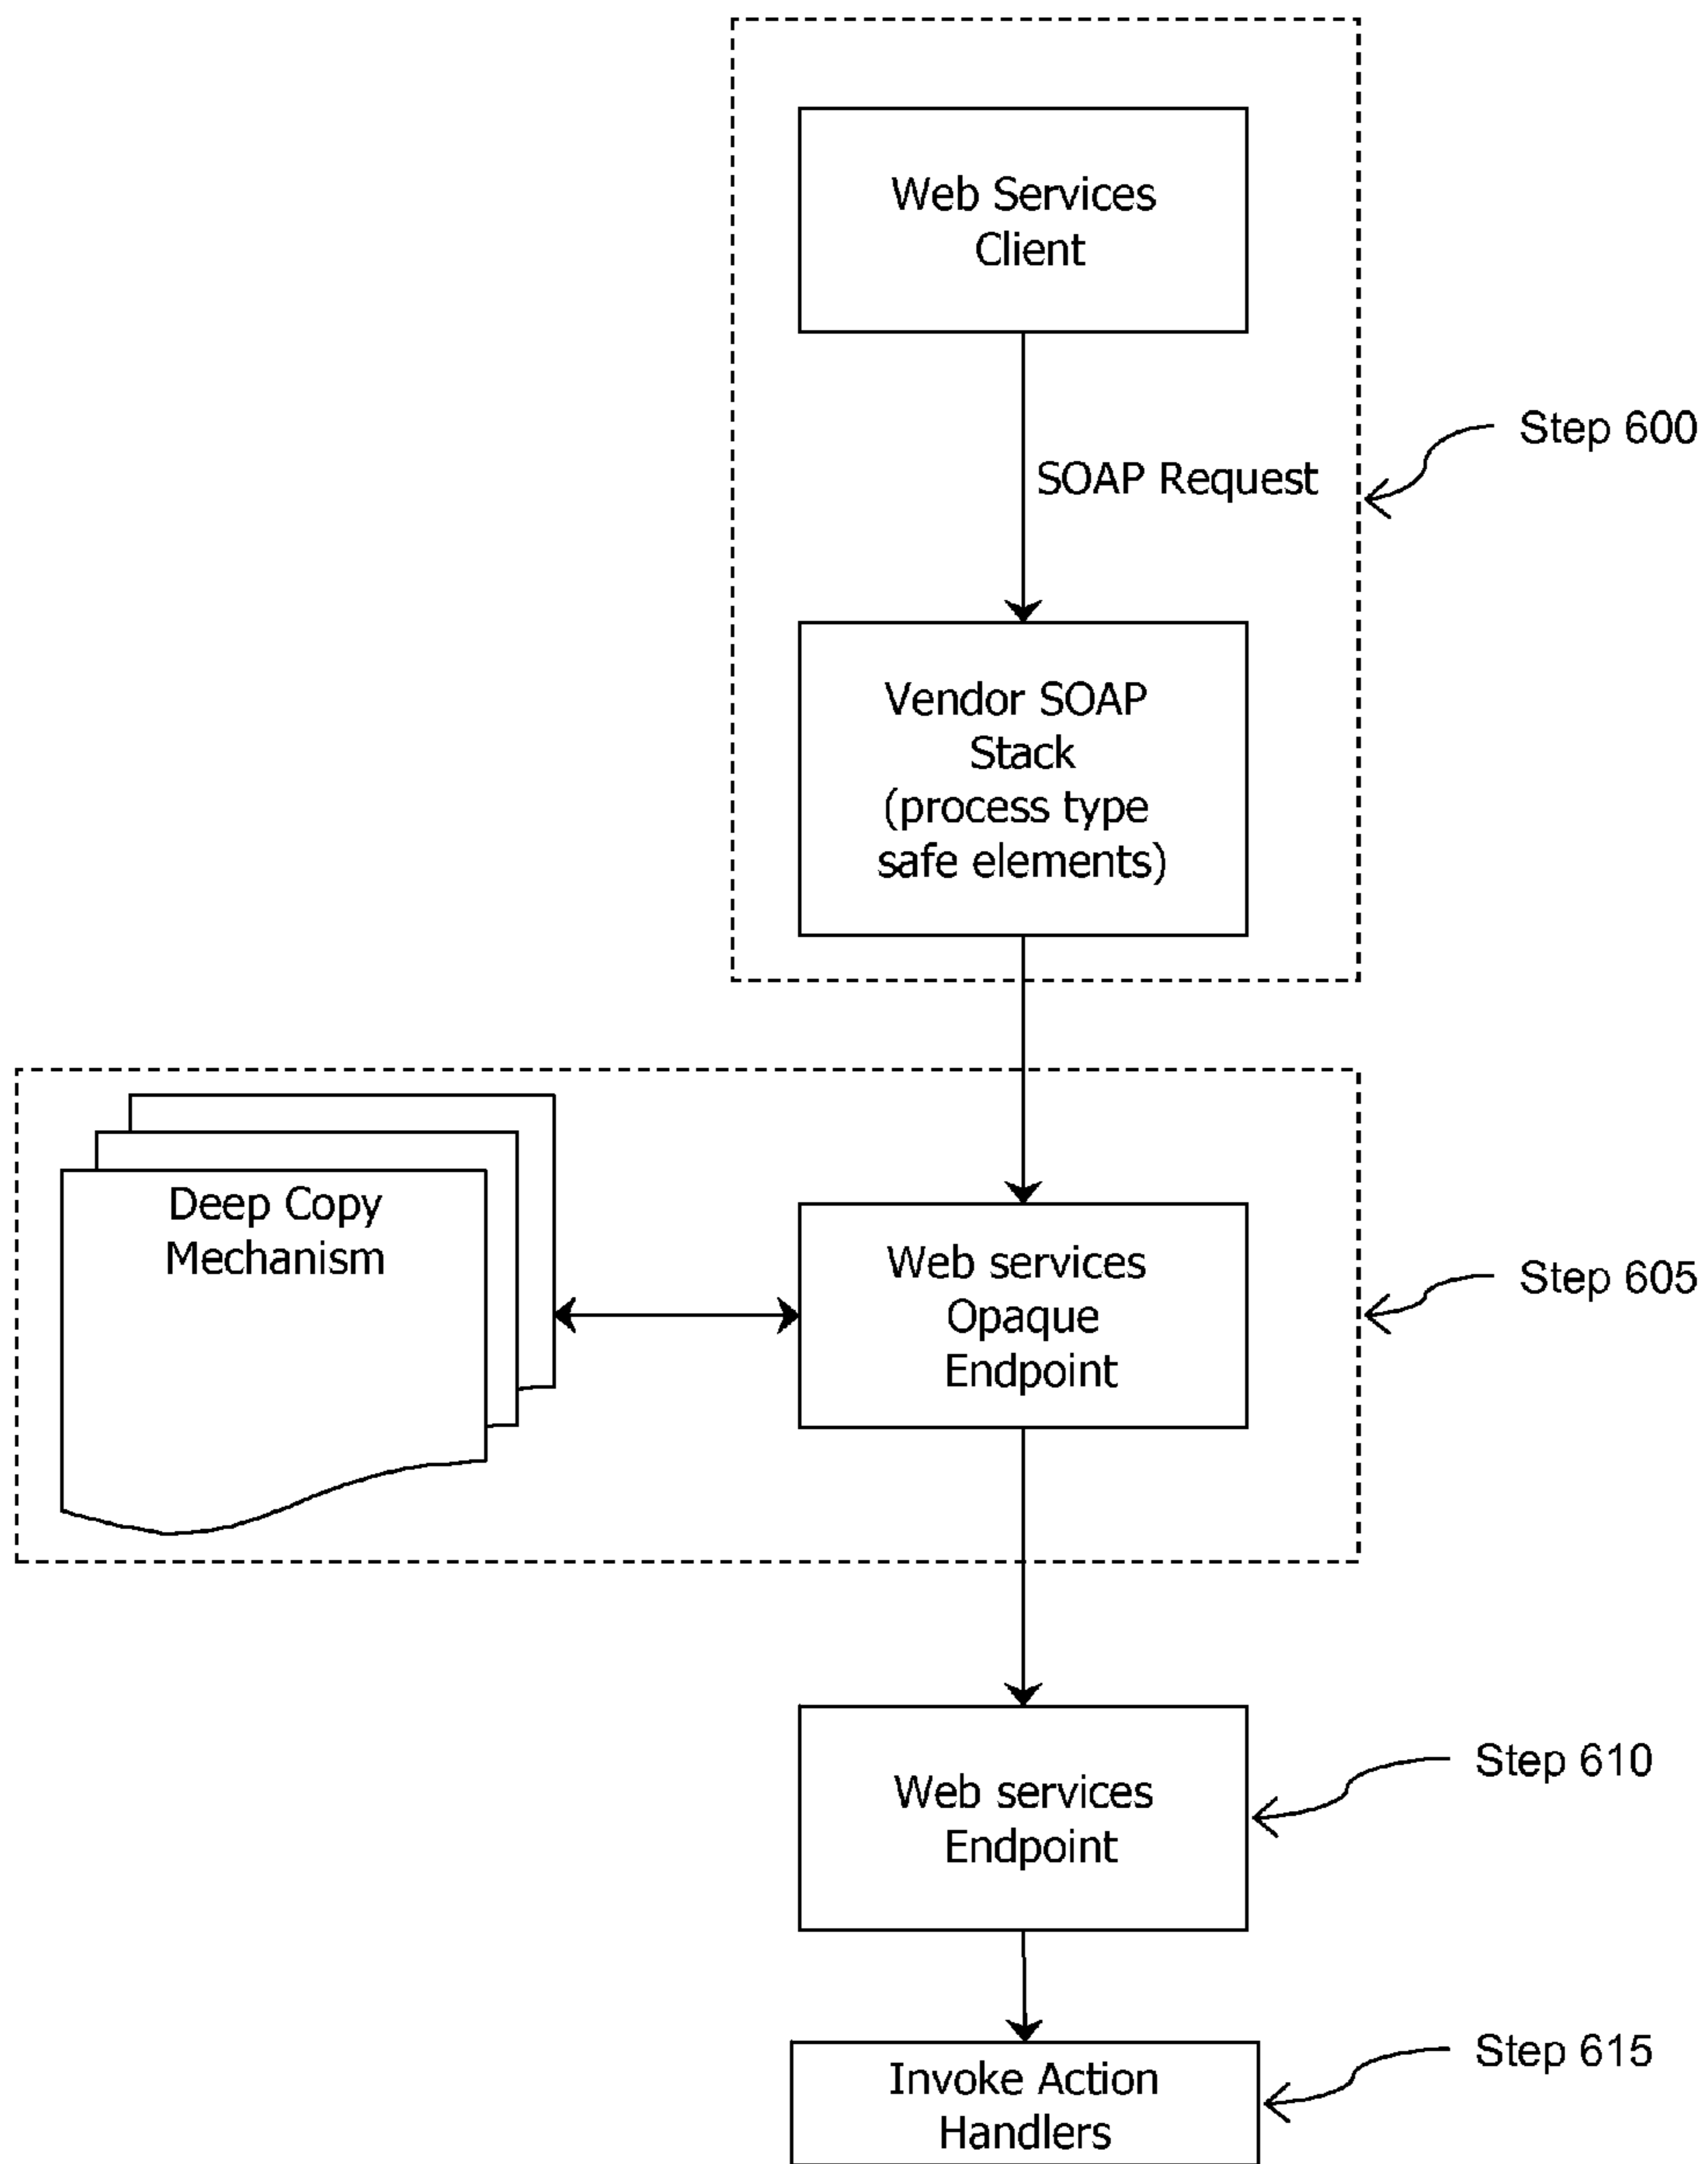 Web Services
Client
Step 600
SOAP Request
Vendor SOAP
Stack
(process type
safe elements)
Deep Copy
Mechanism
Web services
Opaque
Endpoint
Step 605
Web services
Endpoint
Step 610
Invoke Action
Handlers
Step 615